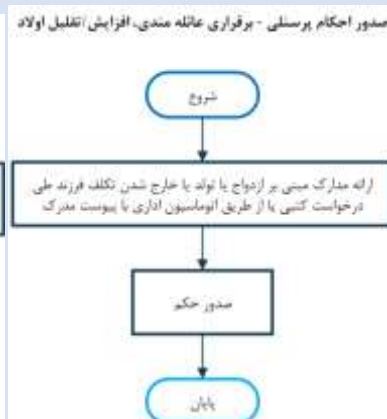 صدور احکام پرسنلی - برقراری عائله مندی، افزایش/تقلیل اولاد
شروع
ارائه مدارک مبنی بر ازدواج یا تولد یا خارج شدن تکلف فرزند طی
درخواست کتبی یا از طریق اتوماسیون اداری با پیوست مدرک
صدور حکم
پایان